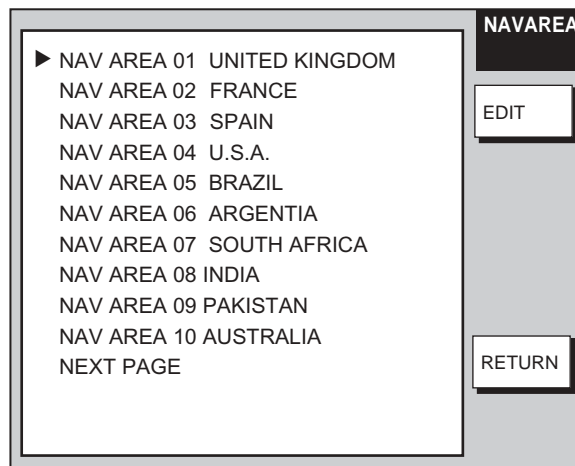 NAVAREA
NAV AREA 01 UNITED KINGDOM
NAV AREA 02 FRANCE
NAV AREA 03 SPAIN
NAV AREA 04 U.S.A.
NAV AREA 05 BRAZIL
NAV AREA 06 ARGENTIA
NAV AREA 07 SOUTH AFRICA
NAV AREA 08 INDIA
NAV AREA 09 PAKISTAN
NAV AREA 10 AUSTRALIA
NEXT PAGE
EDIT
RETURN